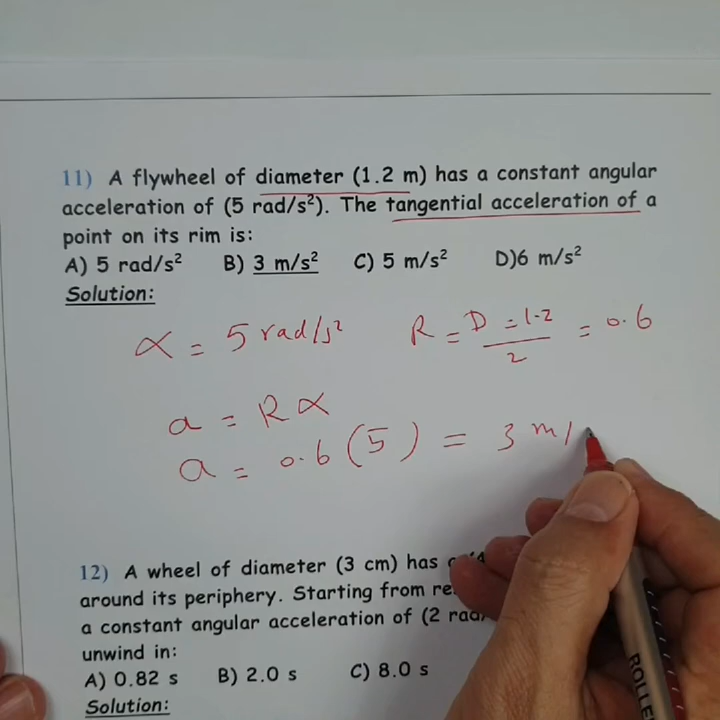 11) A flywheel of diameter (1.2 m) has a constant angular
acceleration of (5 rad/s²). The tangential acceleration of a
point on its rim is:
A) 5 rad/s² B) 3 m/s² C) 5 m/s² D)6 m/s²
Solution:
α = 5 rad/s² R = D/2 = 1.2/2 = 0.6
a = Rα
a = 0.6 (5) = 3 m/
12) A wheel of diameter (3 cm) has a
around its periphery. Starting from
a constant angular acceleration of (2 rad/
unwind in:
A) 0.82 s B) 2.0 s C) 8.0 s
Solution:
ROLLE